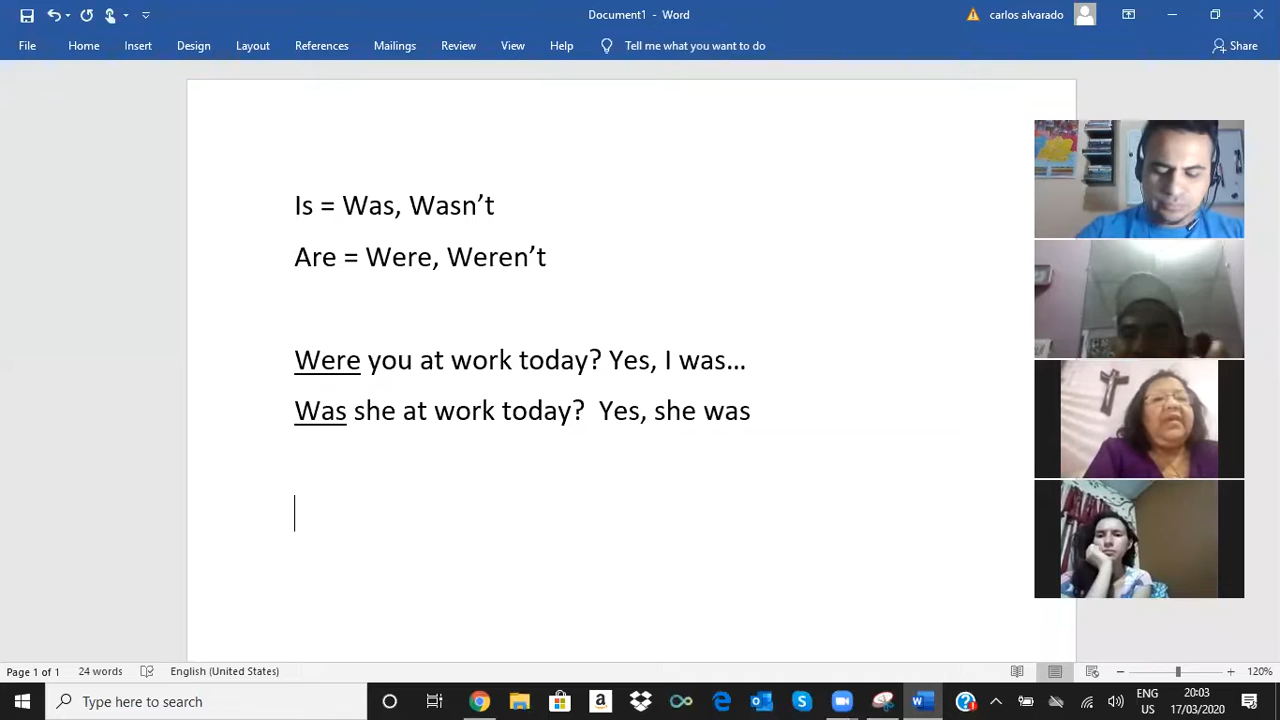 Document1 - Word
carlos alvarado
File Home Insert Design Layout References Mailings Review View Help Tell me what you want to do Share
Is = Was, Wasn’t
Are = Were, Weren’t
Were you at work today? Yes, I was…
Was she at work today?  Yes, she was
Page 1 of 1 24 words English (United States) 120%
Type here to search
ENG 20:03
US 17/03/2020